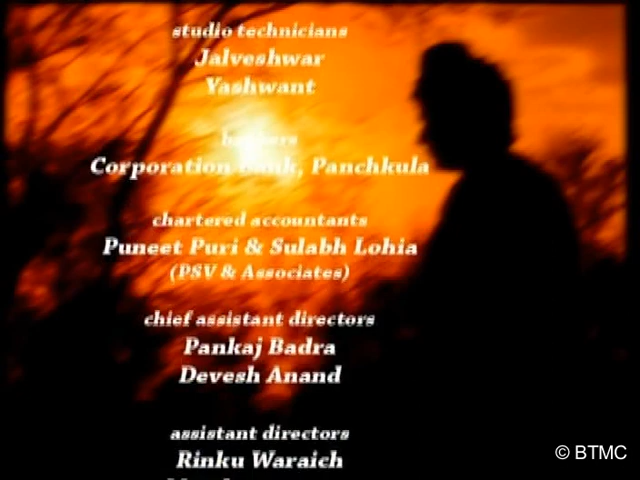 studio technicians
Jalveshwar
Yashwant
bankers
Corporation Bank, Panchkula
chartered accountants
Puneet Puri & Sulabh Lohia
(PSV & Associates)
chief assistant directors
Pankaj Badra
Devesh Anand
assistant directors
Rinku Waraich
© BTMC